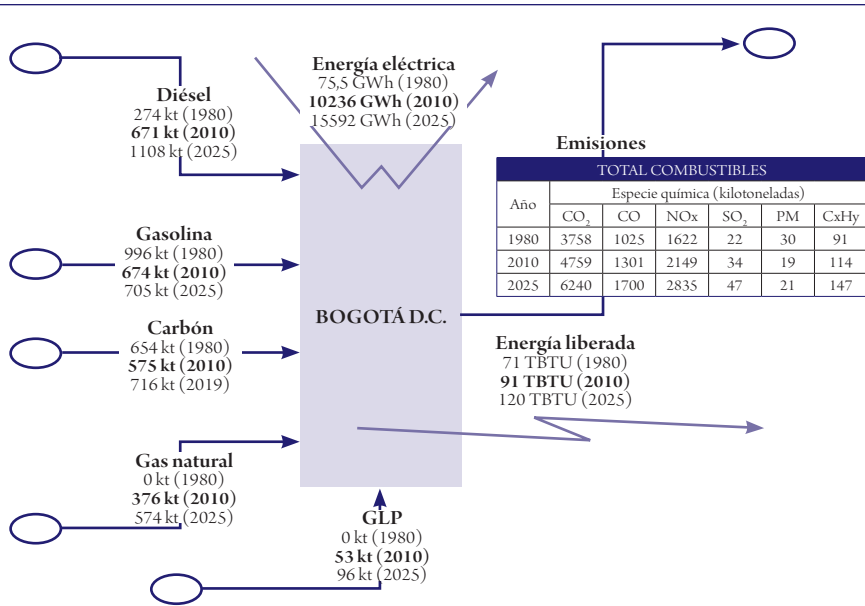 Diésel
274 kt (1980)
671 kt (2010)
1108 kt (2025)
Energía eléctrica
75,5 GWh (1980)
10236 GWh (2010)
15592 GWh (2025)
Emisiones
TOTAL COMBUSTIBLES
Año
Especie química (kilotoneladas)
CO2 CO NOx SO2 PM CxHy
1980 3758 1025 1622 22 30 91
2010 4759 1301 2149 34 19 114
2025 6240 1700 2835 47 21 147
Gasolina
996 kt (1980)
674 kt (2010)
705 kt (2025)
BOGOTÁ D.C.
Carbón
654 kt (1980)
575 kt (2010)
716 kt (2019)
Energía liberada
71 TBTU (1980)
91 TBTU (2010)
120 TBTU (2025)
Gas natural
0 kt (1980)
376 kt (2010)
574 kt (2025)
GLP
0 kt (1980)
53 kt (2010)
96 kt (2025)